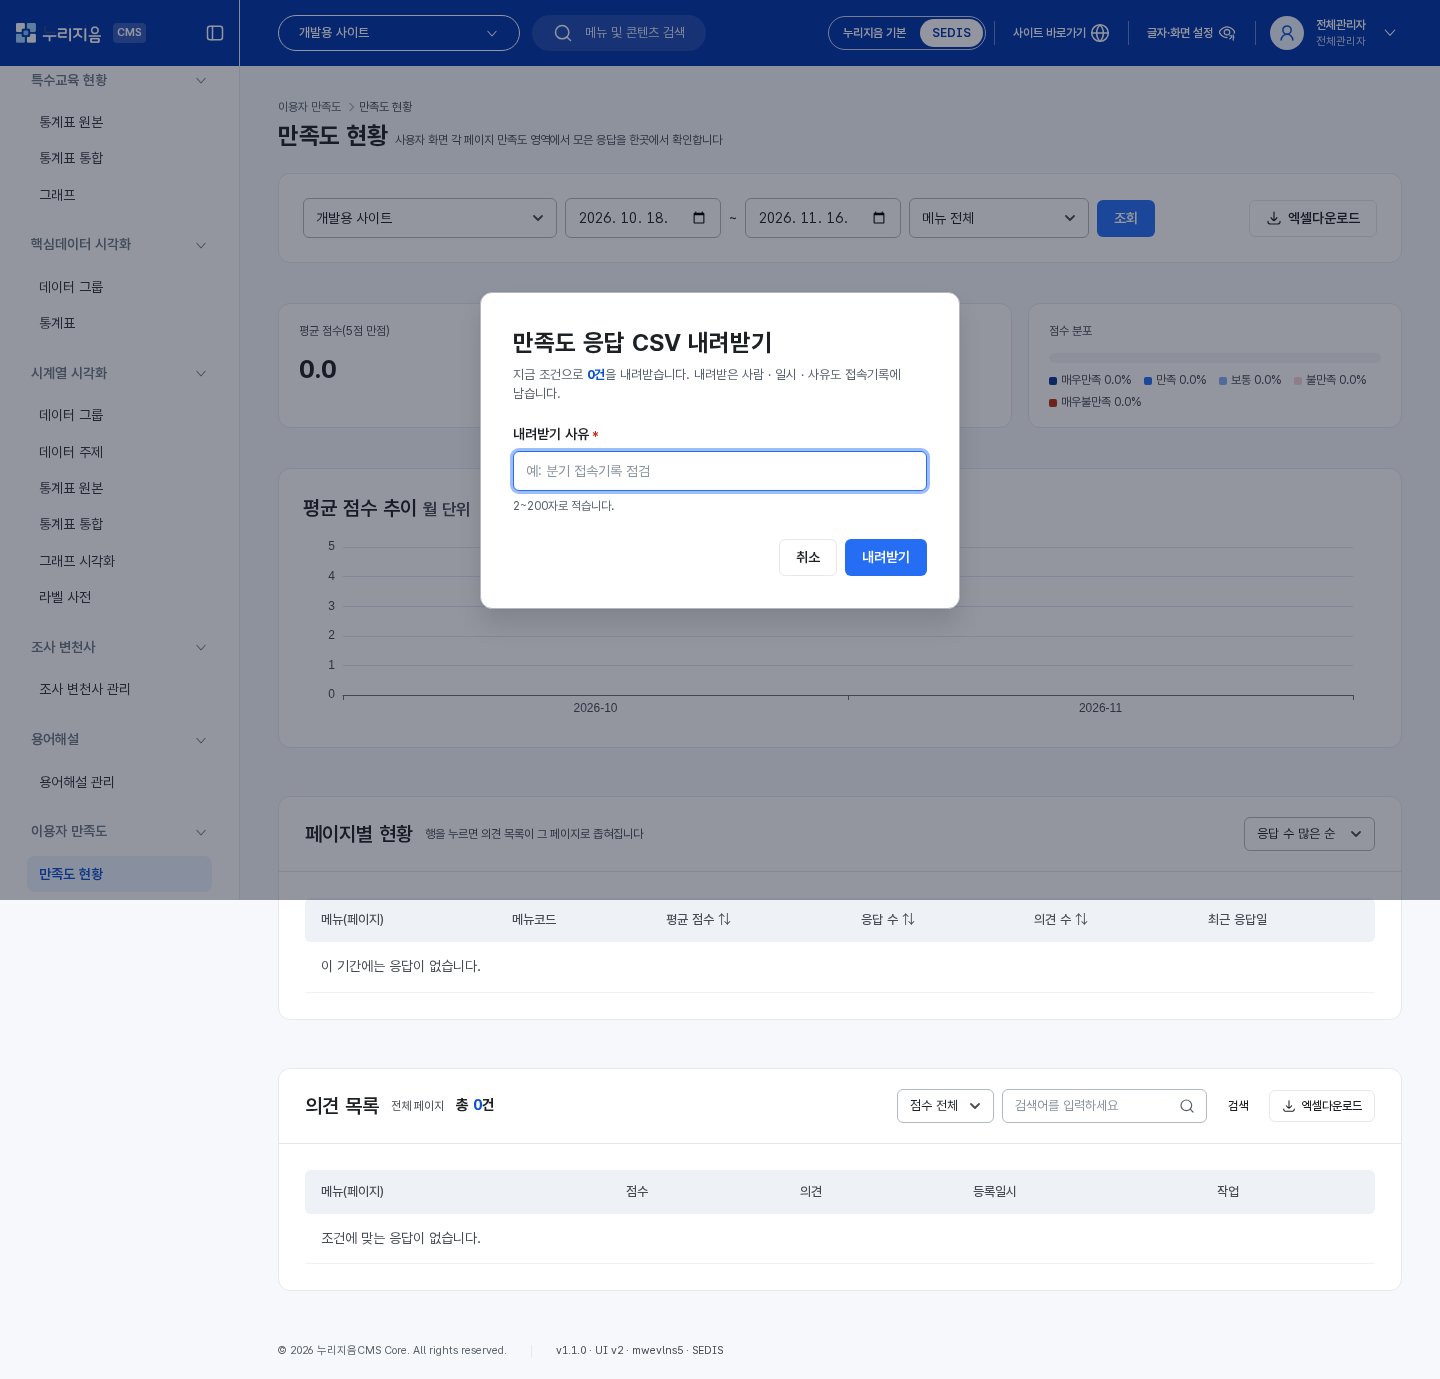 누리지음 CMS
개발용 사이트
메뉴 및 콘텐츠 검색
누리지음 기본 SEDIS
사이트 바로가기
글자·화면 설정
전체관리자
전체관리자
특수교육 현황
통계표 원본
통계표 통합
그래프
핵심데이터 시각화
데이터 그룹
통계표
시계열 시각화
데이터 그룹
데이터 주제
통계표 원본
통계표 통합
그래프 시각화
라벨 사전
조사 변천사
조사 변천사 관리
용어해설
용어해설 관리
이용자 만족도
만족도 현황
이용자 만족도 > 만족도 현황
만족도 현황 사용자 화면 각 페이지 만족도 영역에서 모은 응답을 한곳에서 확인합니다
개발용 사이트 2026. 10. 18. ~ 2026. 11. 16. 메뉴 전체 조회 엑셀다운로드
평균 점수(5점 만점)
0.0
점수 분포
매우만족 0.0% 만족 0.0% 보통 0.0% 불만족 0.0%
매우불만족 0.0%
만족도 응답 CSV 내려받기
지금 조건으로 0건을 내려받습니다. 내려받은 사람 · 일시 · 사유도 접속기록에
남습니다.
내려받기 사유 *
예: 분기 접속기록 점검
2~200자로 적습니다.
취소 내려받기
평균 점수 추이 월 단위
5
4
3
2
1
0
2026-10 2026-11
페이지별 현황 행을 누르면 의견 목록이 그 페이지로 좁혀집니다 응답 수 많은 순
메뉴(페이지) 메뉴코드 평균 점수 응답 수 의견 수 최근 응답일
이 기간에는 응답이 없습니다.
의견 목록 전체 페이지 총 0건 점수 전체 검색어를 입력하세요 검색 엑셀다운로드
메뉴(페이지) 점수 의견 등록일시 작업
조건에 맞는 응답이 없습니다.
© 2026 누리지음CMS Core. All rights reserved. v1.1.0 · UI v2 · mwevlns5 · SEDIS